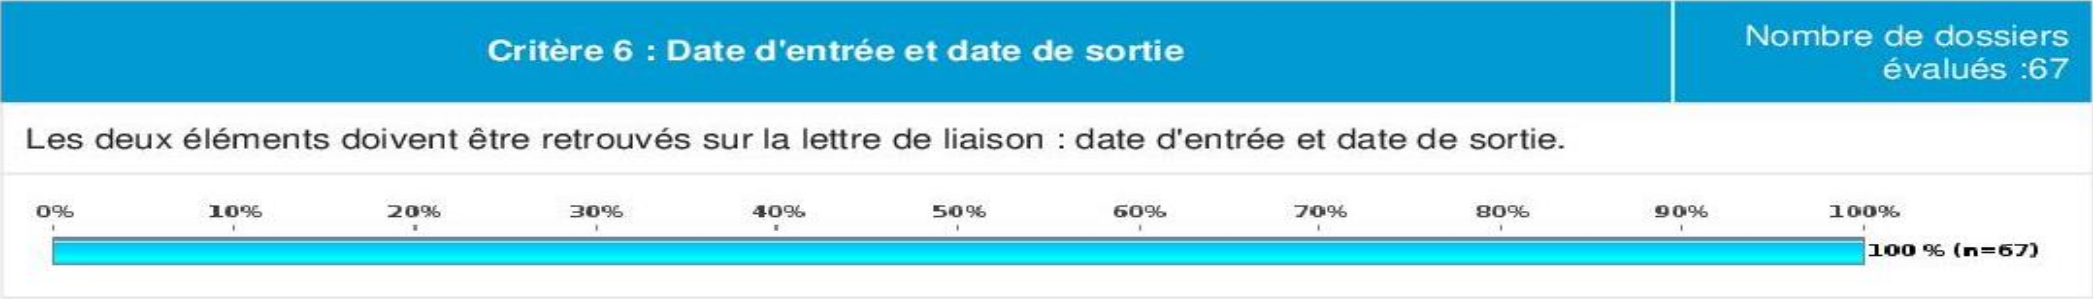 Critère 6 : Date d'entrée et date de sortie
Nombre de dossiers
évalués :67
Les deux éléments doivent être retrouvés sur la lettre de liaison : date d'entrée et date de sortie.
0% 10% 20% 30% 40% 50% 60% 70% 80% 90% 100%
100 % (n=67)